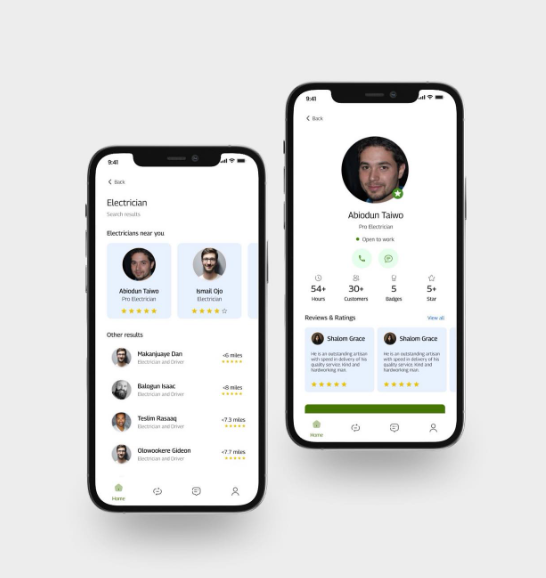 9:41
Back
Electrician
Search results
Electricians near you
Abiodun Taiwo
Pro Electrician
Ismail Ojo
Electrician
Other results
Makanjuaye Dan
Electrician and Driver
<6 miles
Balogun Isaac
Electrician and Driver
<8 miles
Teslim Rasaaq
Electrician and Driver
<7.3 miles
Olowookere Gideon
Electrician and Driver
<7.7 miles
Home
9:41
Back
Abiodun Taiwo
Pro Electrician
Open to work
54+ 30+ 5 5+
Hours Customers Badges Star
Reviews & Ratings View all
Shalom Grace
He is an outstanding artisan
with speed in delivery of his
quality service. Kind and
hardworking man.
Shalom Grace
He is an outstanding artisan
with speed in delivery of his
quality service. Kind and
hardworking man.
Home